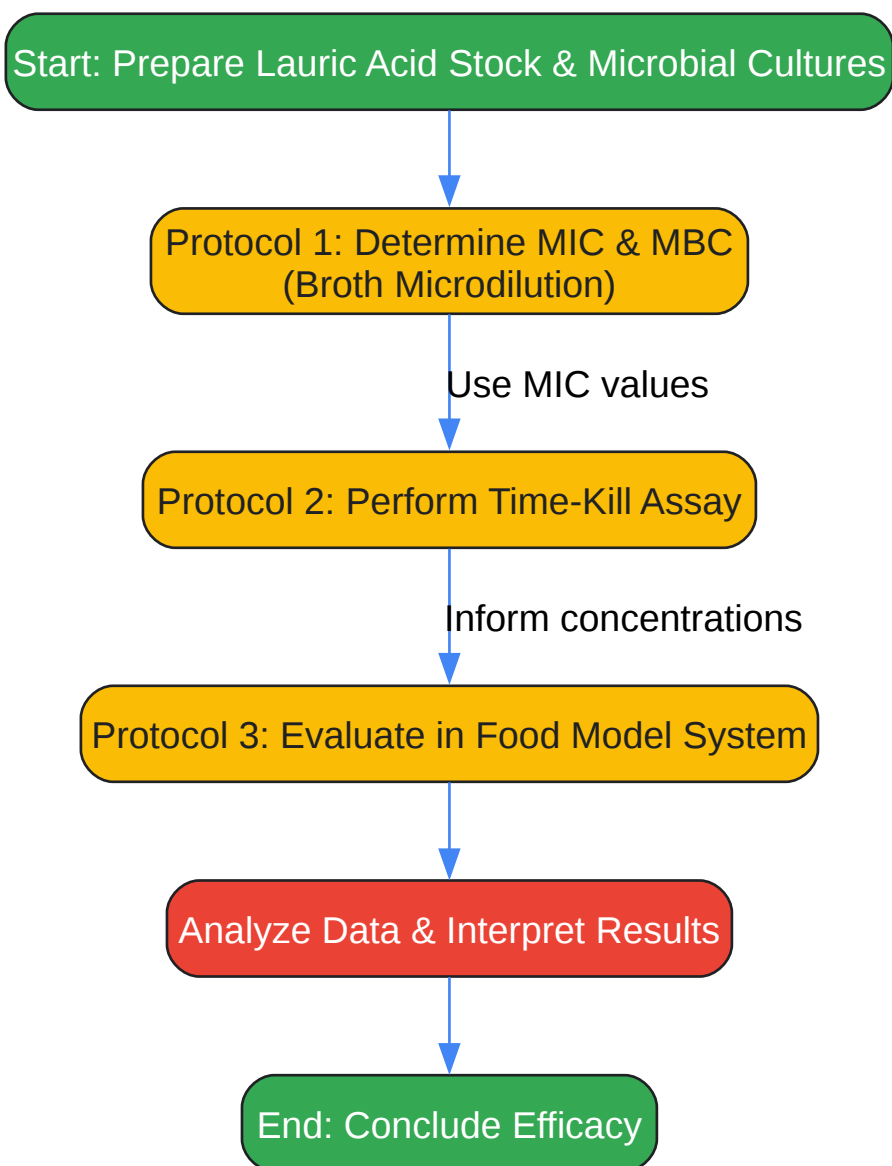 Start: Prepare Lauric Acid Stock & Microbial Cultures
Protocol 1: Determine MIC & MBC
(Broth Microdilution)
Use MIC values
Protocol 2: Perform Time-Kill Assay
Inform concentrations
Protocol 3: Evaluate in Food Model System
Analyze Data & Interpret Results
End: Conclude Efficacy